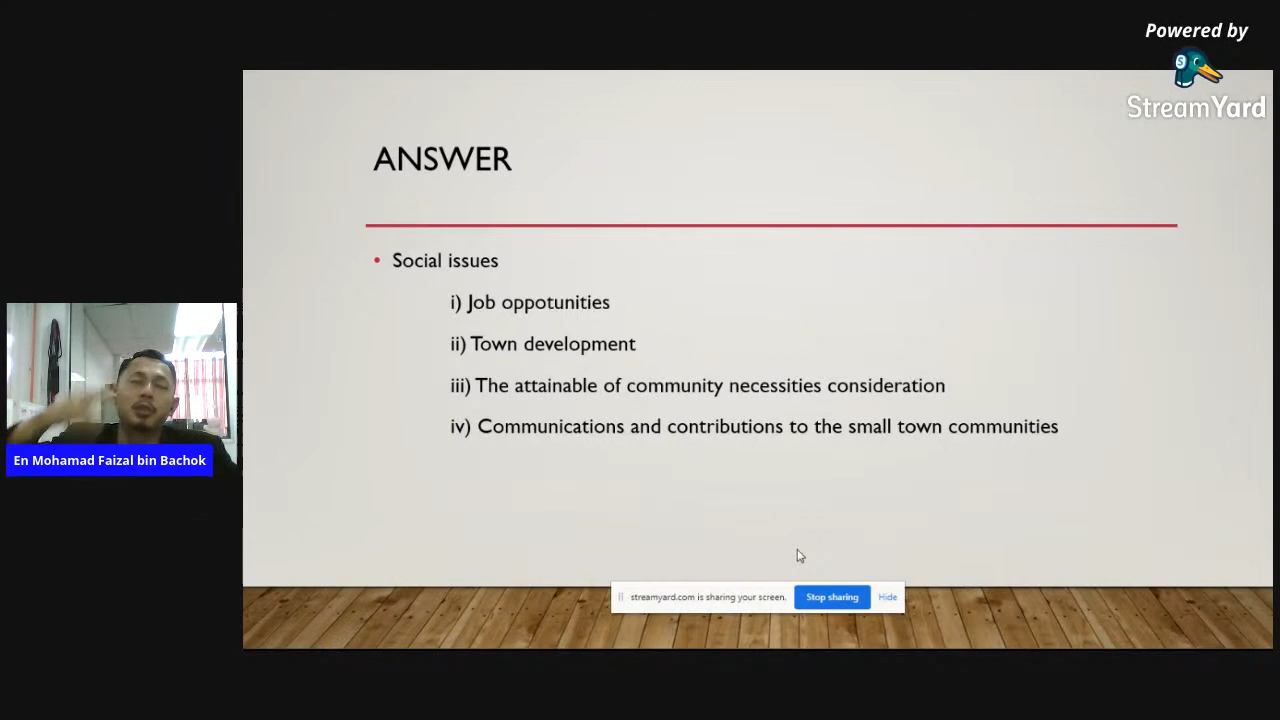 Powered by
StreamYard
ANSWER
• Social issues
i) Job oppotunities
ii) Town development
iii) The attainable of community necessities consideration
iv) Communications and contributions to the small town communities
En Mohamad Faizal bin Bachok
streamyard.com is sharing your screen. Stop sharing Hide